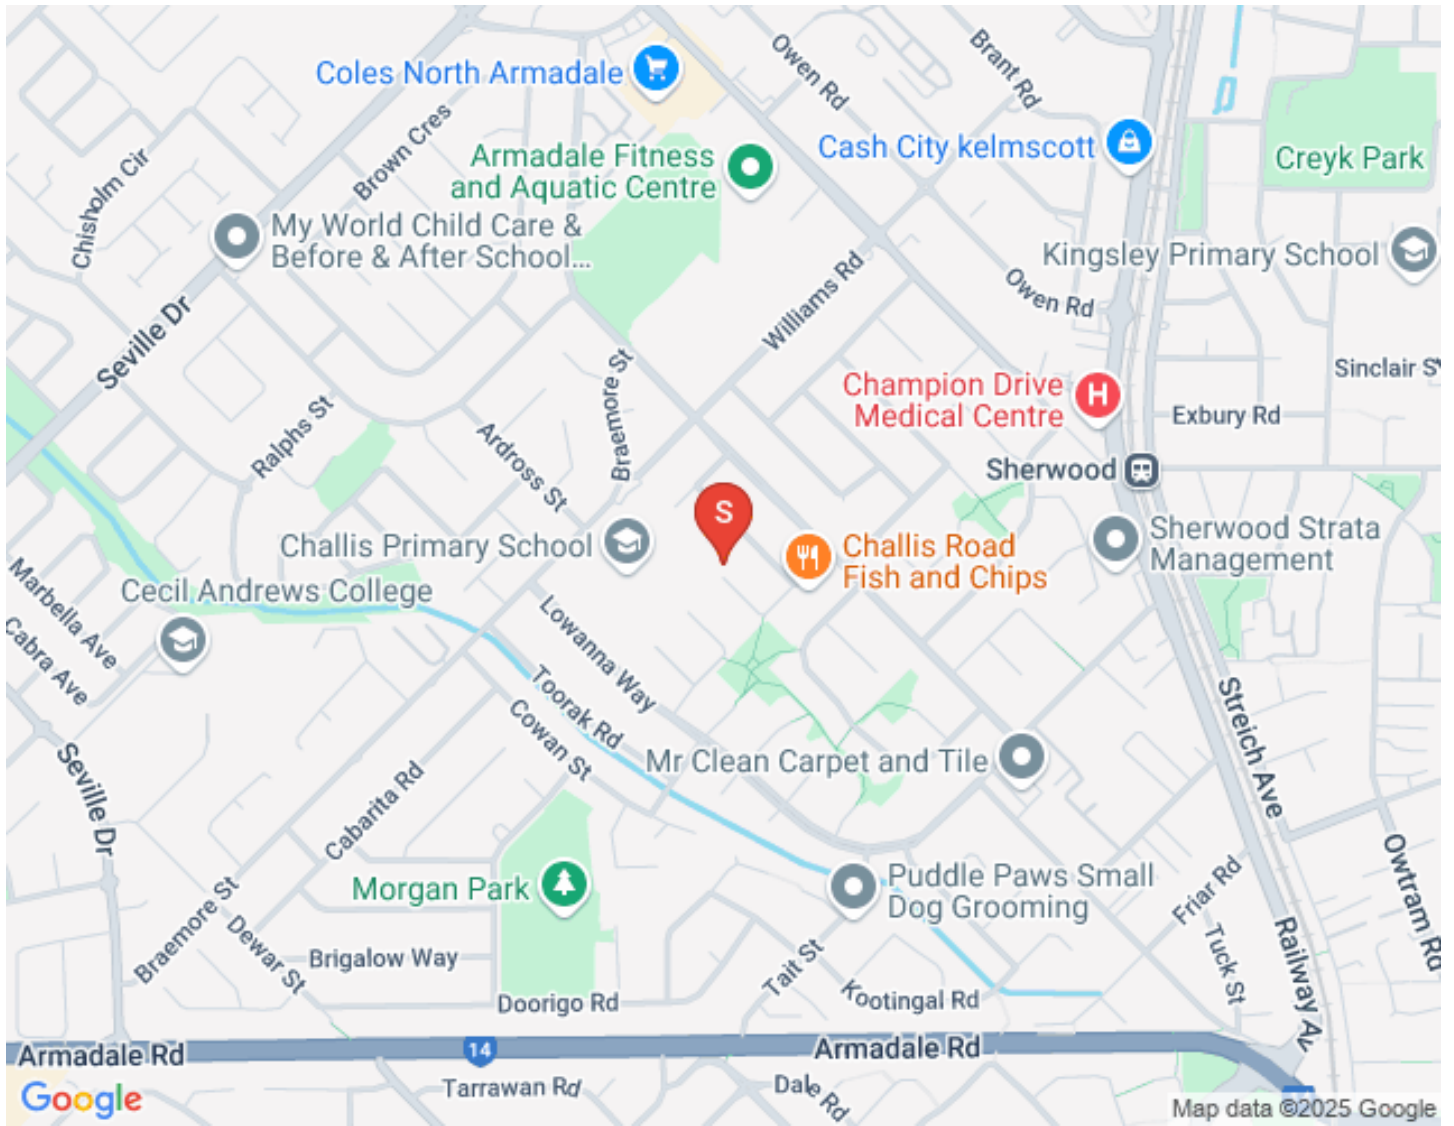 Owen Rd
Brant Rd
Coles North Armadale
Brown Cres
Cash City kelmscott
Creyk Park
Armadale Fitness
and Aquatic Centre
Chisholm Cir
My World Child Care &
Before & After School...
Kingsley Primary School
Williams Rd
Owen Rd
Seville Dr
Sinclair S
Champion Drive
Medical Centre
Exbury Rd
Braemore St
Ralphs St
Ardross St
Sherwood
S
Challis Primary School
Challis Road
Fish and Chips
Sherwood Strata
Management
Marbella Ave
Cecil Andrews College
Cabra Ave
Lowanna Way
Toorak Rd
Cowan St
Streich Ave
Mr Clean Carpet and Tile
Seville Dr
Cabarita Rd
Owtram Rd
Morgan Park
Puddle Paws Small
Dog Grooming
Friar Rd
Braemore St
Dewar St
Brigalow Way
Tait St
Tuck St
Railway Av
Doorigo Rd
Kootingal Rd
Armadale Rd
14
Armadale Rd
Tarrawan Rd
Dale Rd
Google
Map data ©2025 Google